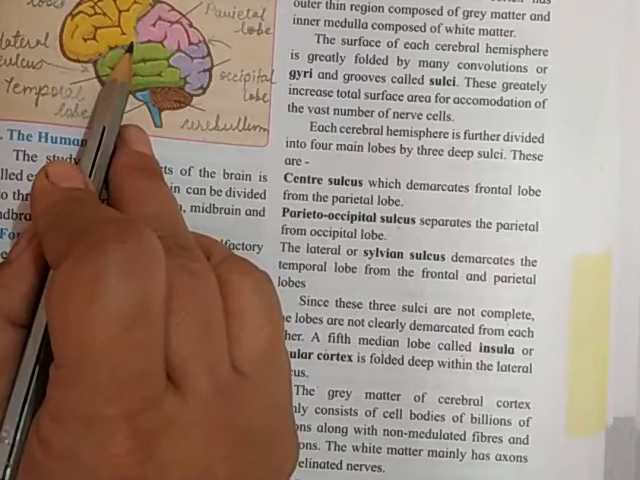 Parietal
lobe
lateral
occipital
lobe
Temporal
lobe
cerebellum
. The Human
The study
ts of the brain is
in can be divided
, midbrain and
outer thin region composed of grey matter and
inner medulla composed of white matter.
The surface of each cerebral hemisphere
is greatly folded by many convolutions or
gyri and grooves called sulci. These greatly
increase total surface area for accomodation of
the vast number of nerve cells.
Each cerebral hemisphere is further divided
into four main lobes by three deep sulci. These
are -
Centre sulcus which demarcates frontal lobe
from the parietal lobe.
Parieto-occipital sulcus separates the parietal
from occipital lobe.
The lateral or sylvian sulcus demarcates the
temporal lobe from the frontal and parietal
lobes
Since these three sulci are not complete,
e lobes are not clearly demarcated from each
her. A fifth median lobe called insula or
ular cortex is folded deep within the lateral
us.
The grey matter of cerebral cortex
nly consists of cell bodies of billions of
ons along with non-medulated fibres and
ons. The white matter mainly has axons
elinated nerves.